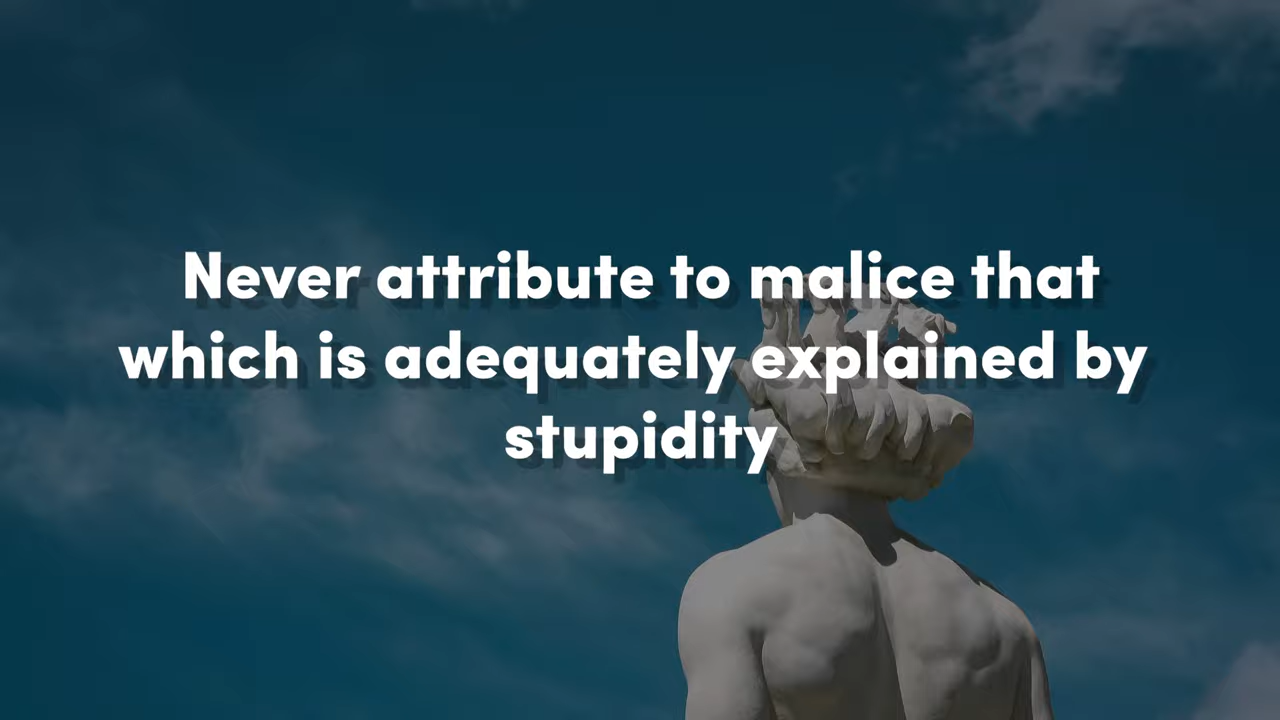 Never attribute to malice that
which is adequately explained by
stupidity